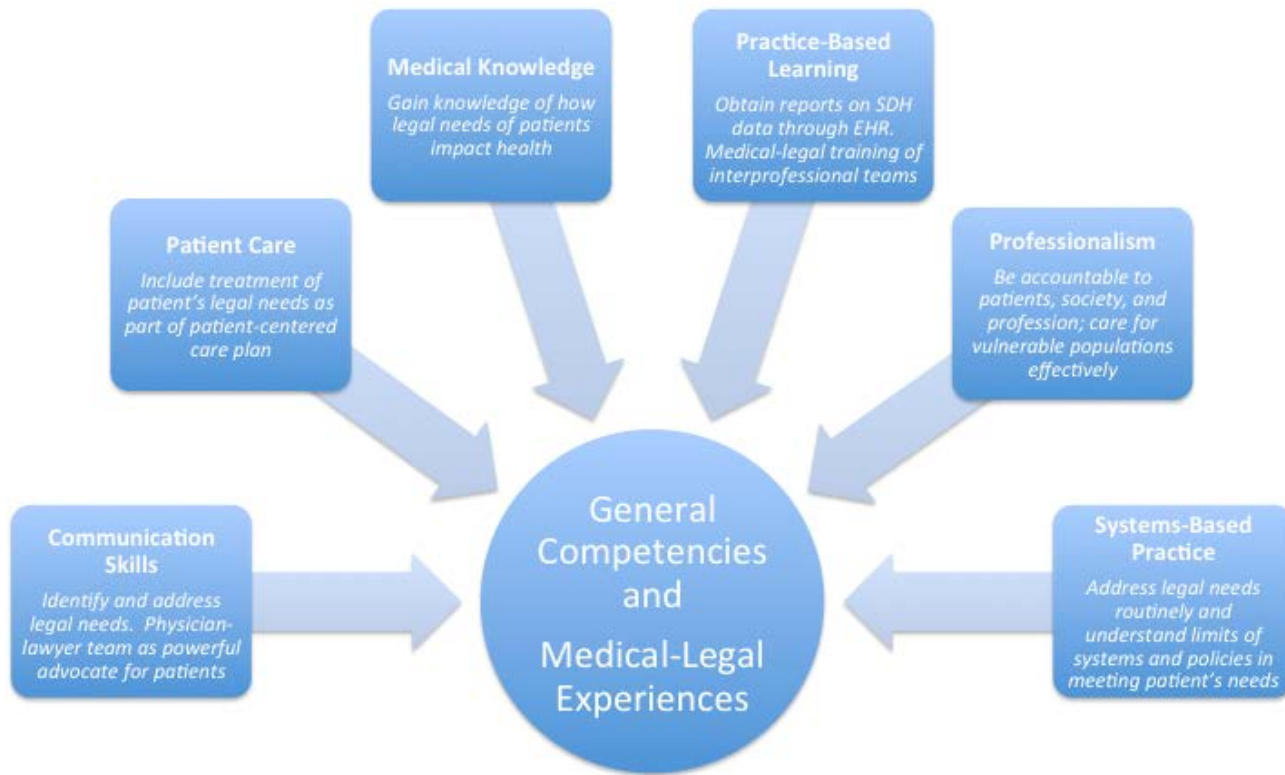 Medical Knowledge
Gain knowledge of how
legal needs of patients
impact health
Practice-Based
Learning
Obtain reports on SDH
data through EHR.
Medical-legal training of
interprofessional teams
Patient Care
Include treatment of
patient's legal needs as
part of patient-centered
care plan
Professionalism
Be accountable to
patients, society, and
profession; care for
vulnerable populations
effectively
Communication
Skills
Identify and address
legal needs.  Physician-
lawyer team as powerful
advocate for patients
General
Competencies
and
Medical-Legal
Experiences
Systems-Based
Practice
Address legal needs
routinely and
understand limits of
systems and policies in
meeting patient's needs